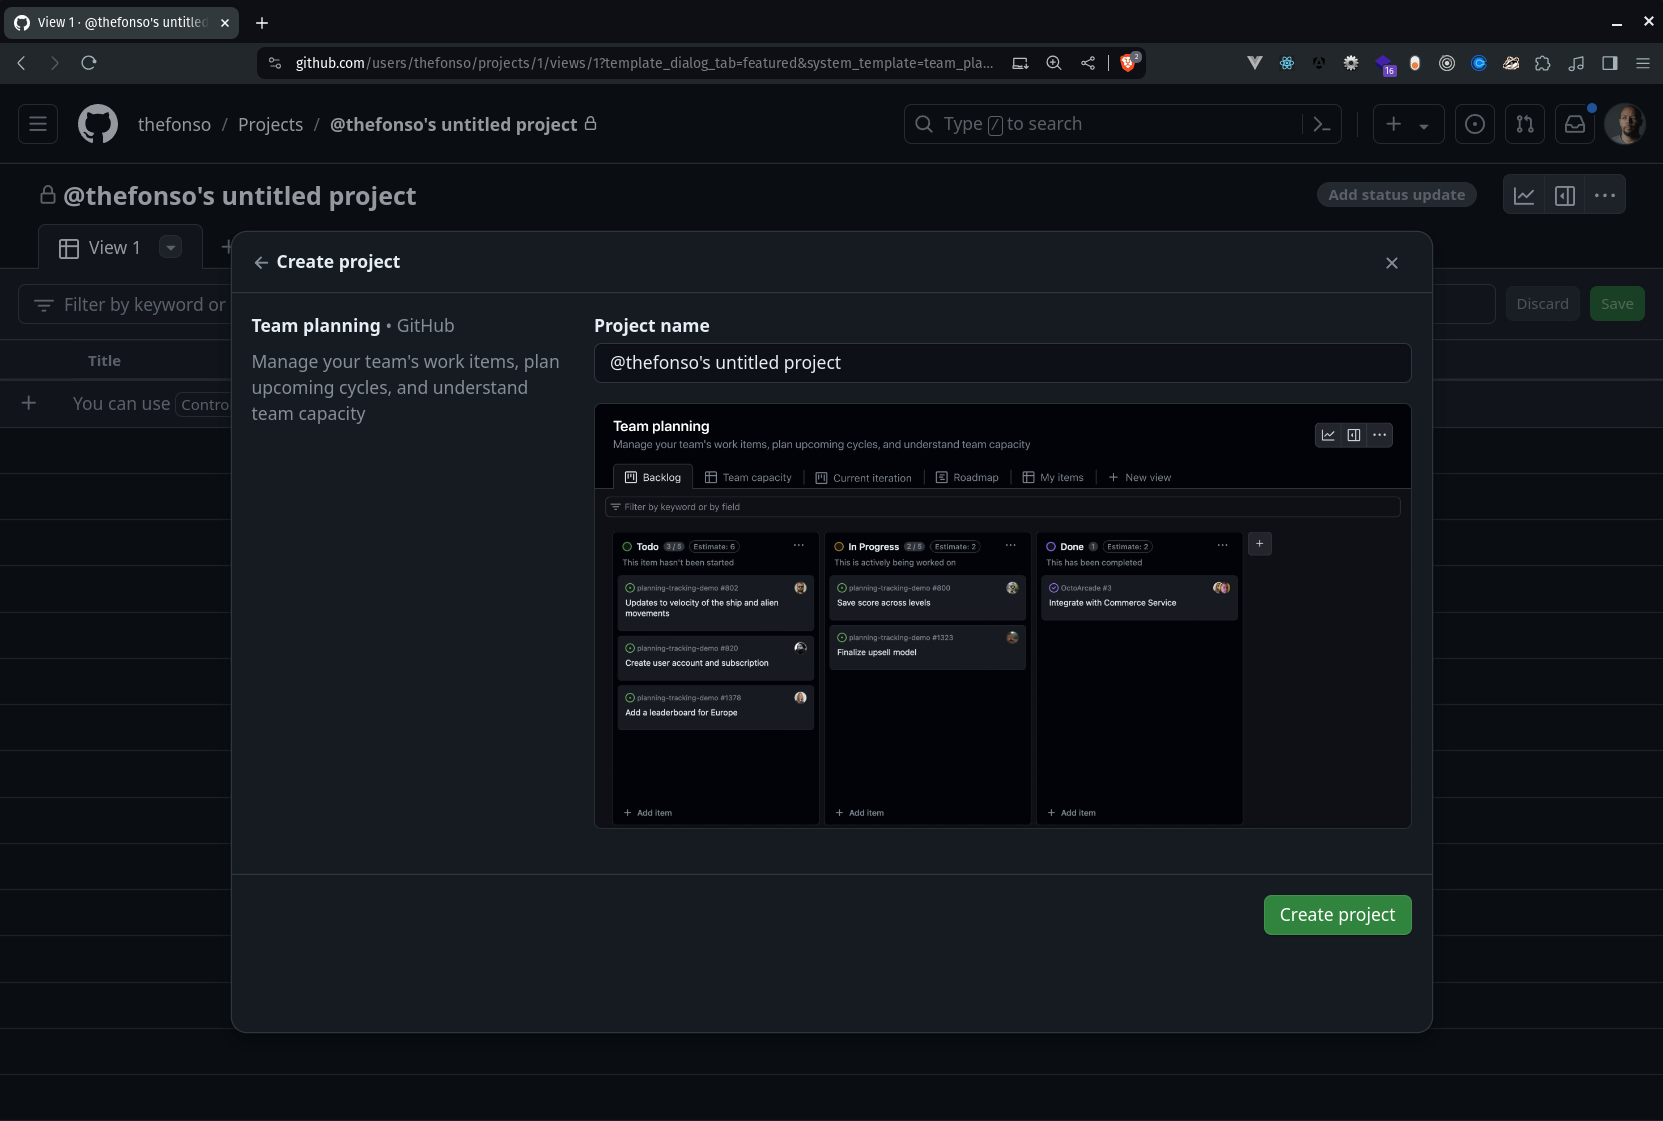 View 1 · @thefonso's untitled
github.com/users/thefonso/projects/1/views/1?template_dialog_tab=featured&system_template=team_pla...
2
16
thefonso / Projects / @thefonso's untitled project
Type / to search
@thefonso's untitled project
Add status update
View 1
Filter by keyword or
Discard
Save
Title
You can use Contro
Create project
Team planning • GitHub
Manage your team's work items, plan
upcoming cycles, and understand
team capacity
Project name
@thefonso's untitled project
Team planning
Manage your team's work items, plan upcoming cycles, and understand team capacity
Backlog
Team capacity
Current iteration
Roadmap
My items
New view
Filter by keyword or by field
Todo 3 / 5 Estimate: 6
This item hasn't been started
planning-tracking-demo #802
Updates to velocity of the ship and alien
movements
planning-tracking-demo #820
Create user account and subscription
planning-tracking-demo #1378
Add a leaderboard for Europe
+ Add item
In Progress 2 / 5 Estimate: 2
This is actively being worked on
planning-tracking-demo #800
Save score across levels
planning-tracking-demo #1323
Finalize upsell model
+ Add item
Done 1 Estimate: 2
This has been completed
OctoArcade #3
Integrate with Commerce Service
+ Add item
Create project